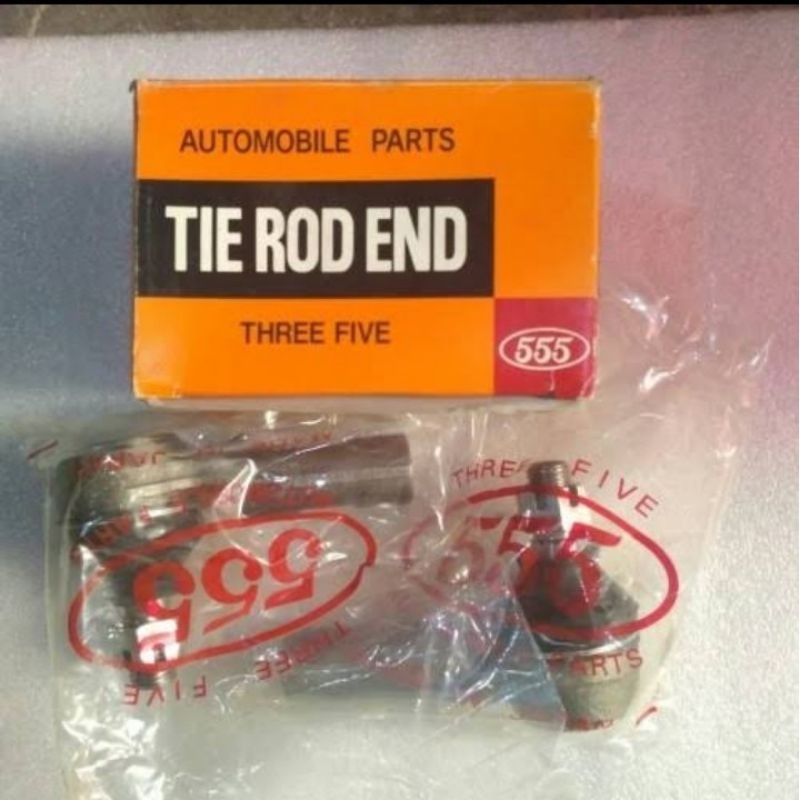 AUTOMOBILE PARTS
TIE ROD END
THREE FIVE
555
THREE FIVE
555
PARTS
555
THREE FIVE